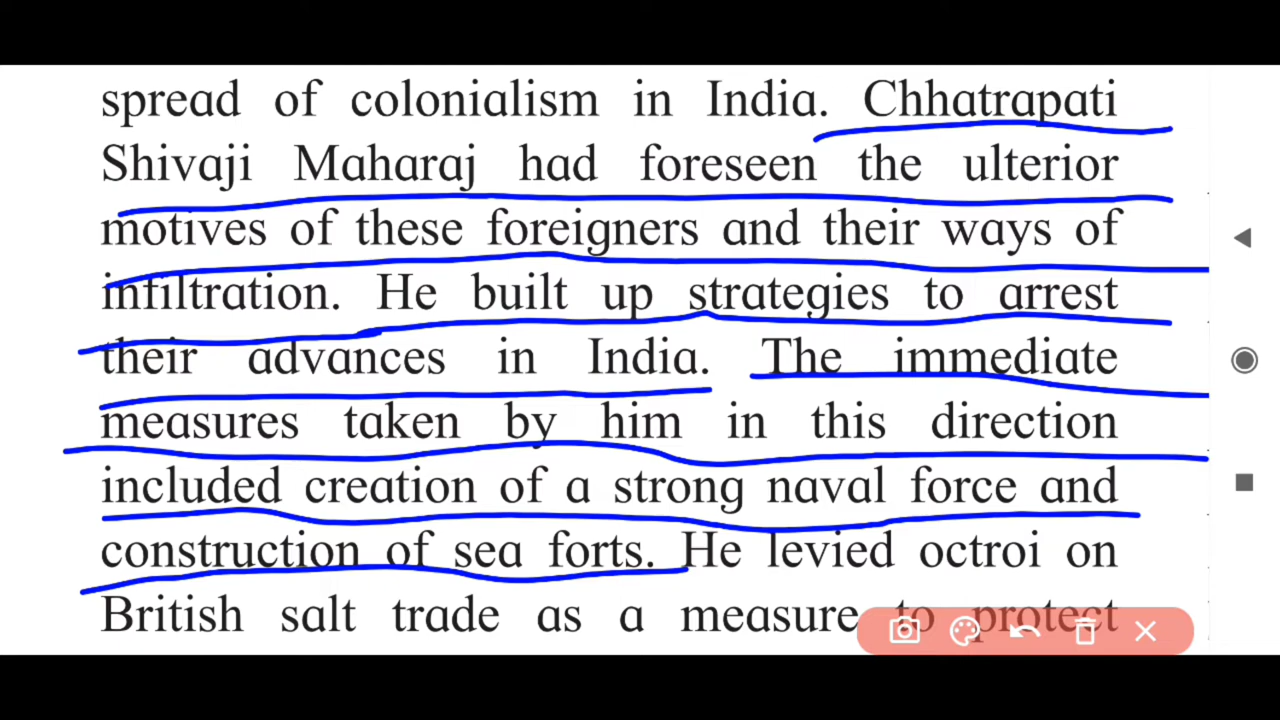 spread of colonialism in India. Chhatrapati
Shivaji Maharaj had foreseen the ulterior
motives of these foreigners and their ways of
infiltration. He built up strategies to arrest
their advances in India. The immediate
measures taken by him in this direction
included creation of a strong naval force and
construction of sea forts. He levied octroi on
British salt trade as a measure to protect